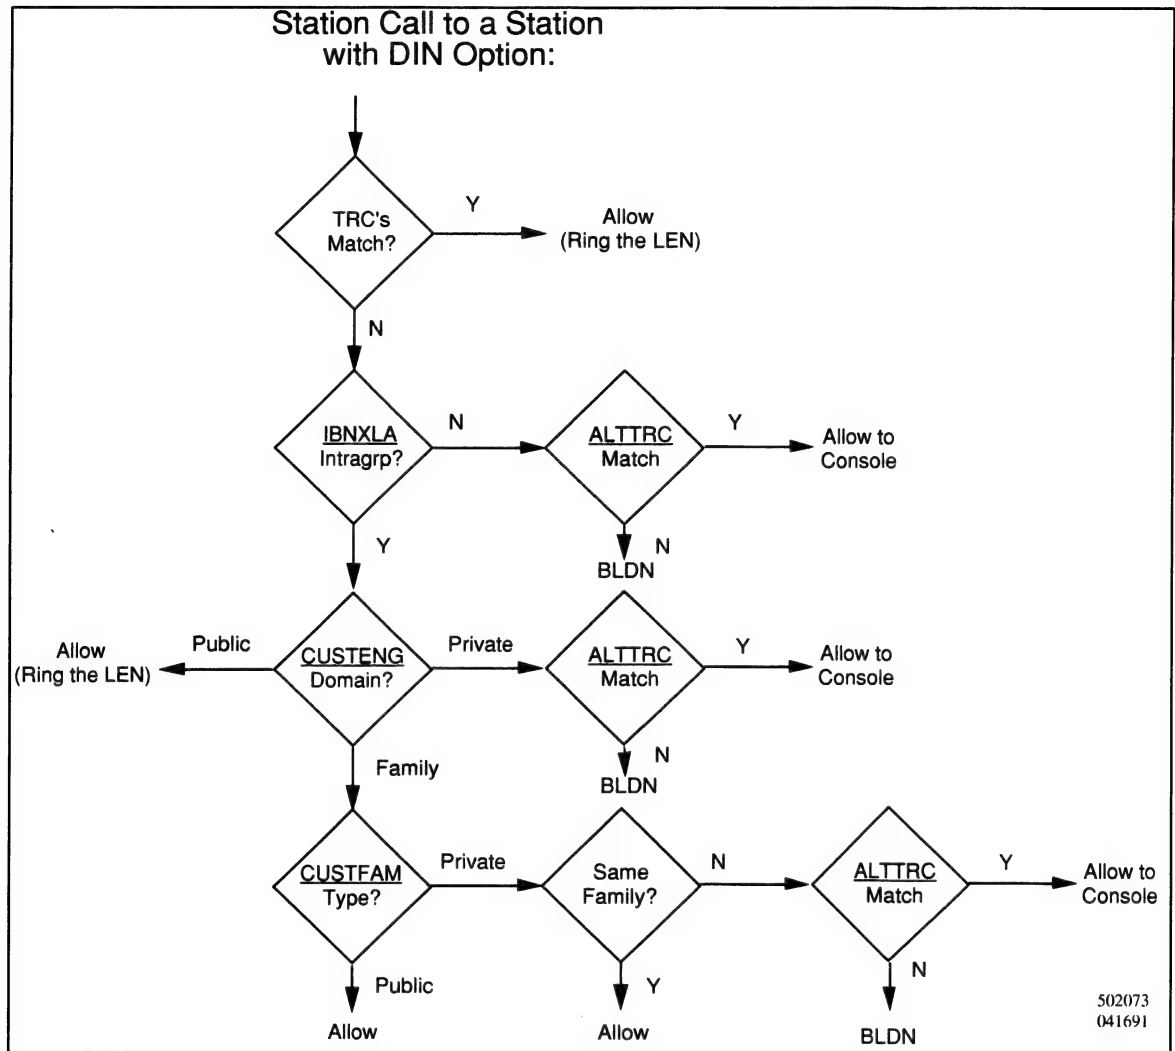 Station Call to a Station
with DIN Option:
TRC's
Match?
Y
Allow
(Ring the LEN)
N
IBNXLA
Intragrp?
N
ALTTRC
Match
Y
Allow to
Console
Y
N
BLDN
Allow
(Ring the LEN)
Public
CUSTENG
Domain?
Private
ALTTRC
Match
Y
Allow to
Console
Family
N
BLDN
CUSTFAM
Type?
Private
Same
Family?
N
ALTTRC
Match
Y
Allow to
Console
Public
Y
N
Allow
Allow
BLDN
502073
041691